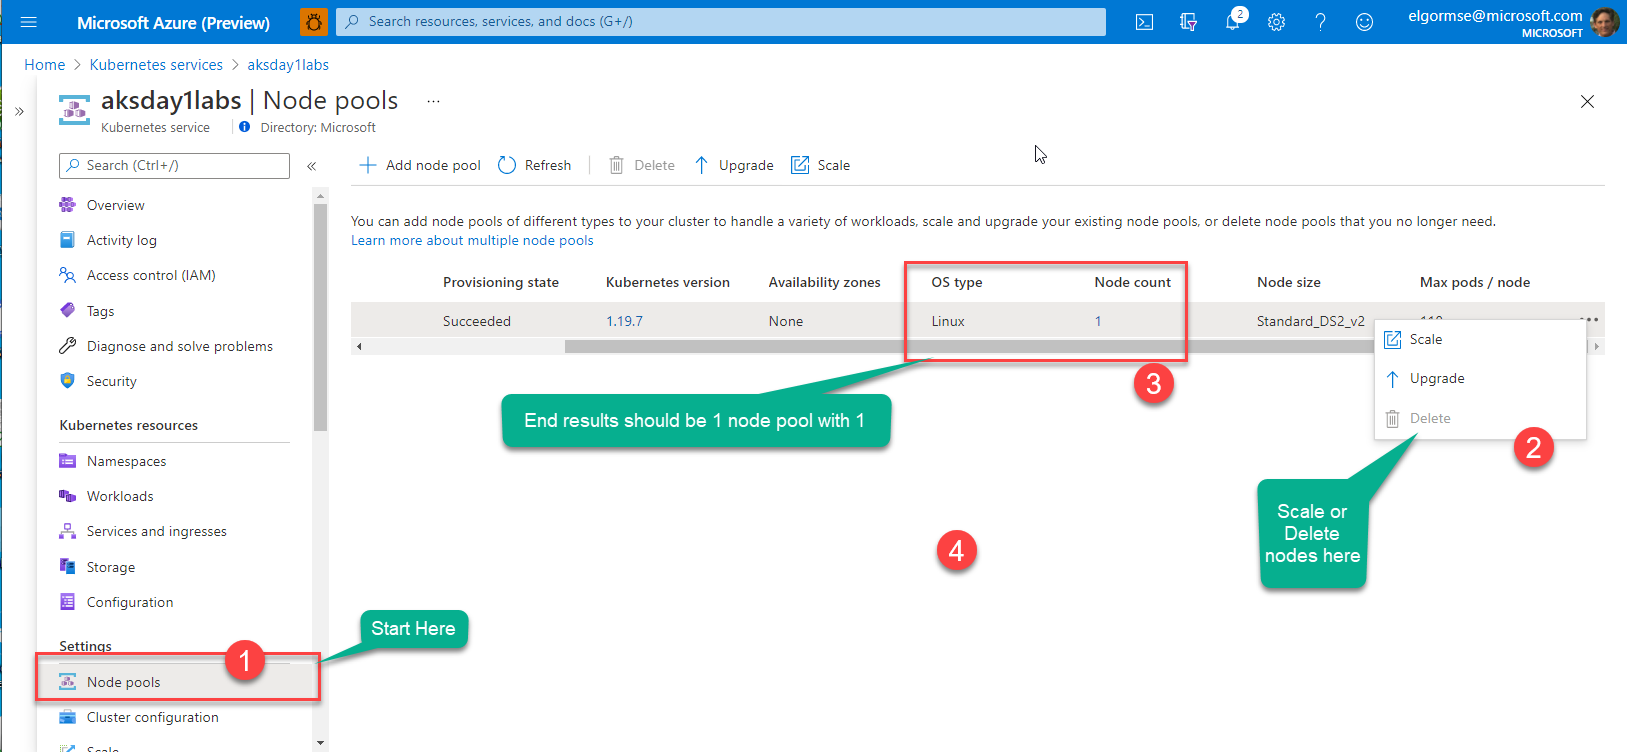 Microsoft Azure (Preview)
Search resources, services, and docs (G+/)
2
elgormse@microsoft.com
MICROSOFT
Home > Kubernetes services > aksday1labs
aksday1labs | Node pools ...
Kubernetes service
Directory: Microsoft
Search (Ctrl+/)
Overview
Activity log
Access control (IAM)
Tags
Diagnose and solve problems
Security
Kubernetes resources
Namespaces
Workloads
Services and ingresses
Storage
Configuration
Settings
1
Node pools
Cluster configuration
Scale
Start Here
Add node pool
Refresh
Delete
Upgrade
Scale
You can add node pools of different types to your cluster to handle a variety of workloads, scale and upgrade your existing node pools, or delete node pools that you no longer need.
Learn more about multiple node pools
Provisioning state Kubernetes version Availability zones OS type Node count Node size Max pods / node
Succeeded 1.19.7 None Linux 1 Standard_DS2_v2
Scale
Upgrade
Delete
2
3
End results should be 1 node pool with 1
Scale or
Delete
nodes here
4